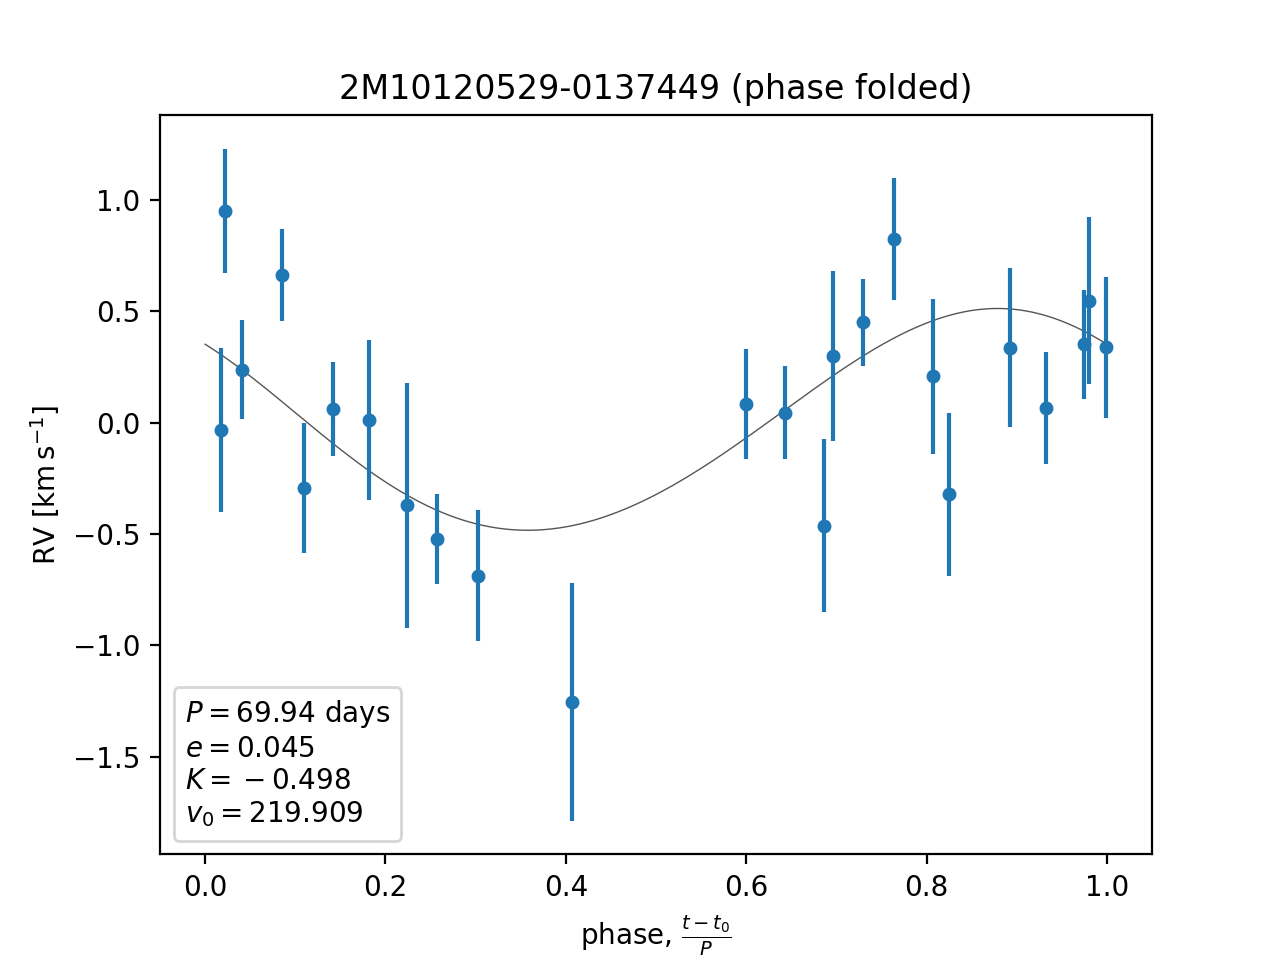 2M10120529-0137449 (phase folded)
RV [km s⁻¹]
1.0
0.5
0.0
−0.5
−1.0
−1.5
P = 69.94 days
e = 0.045
K = −0.498
v₀ = 219.909
0.0 0.2 0.4 0.6 0.8 1.0
phase, (t − t₀)/P